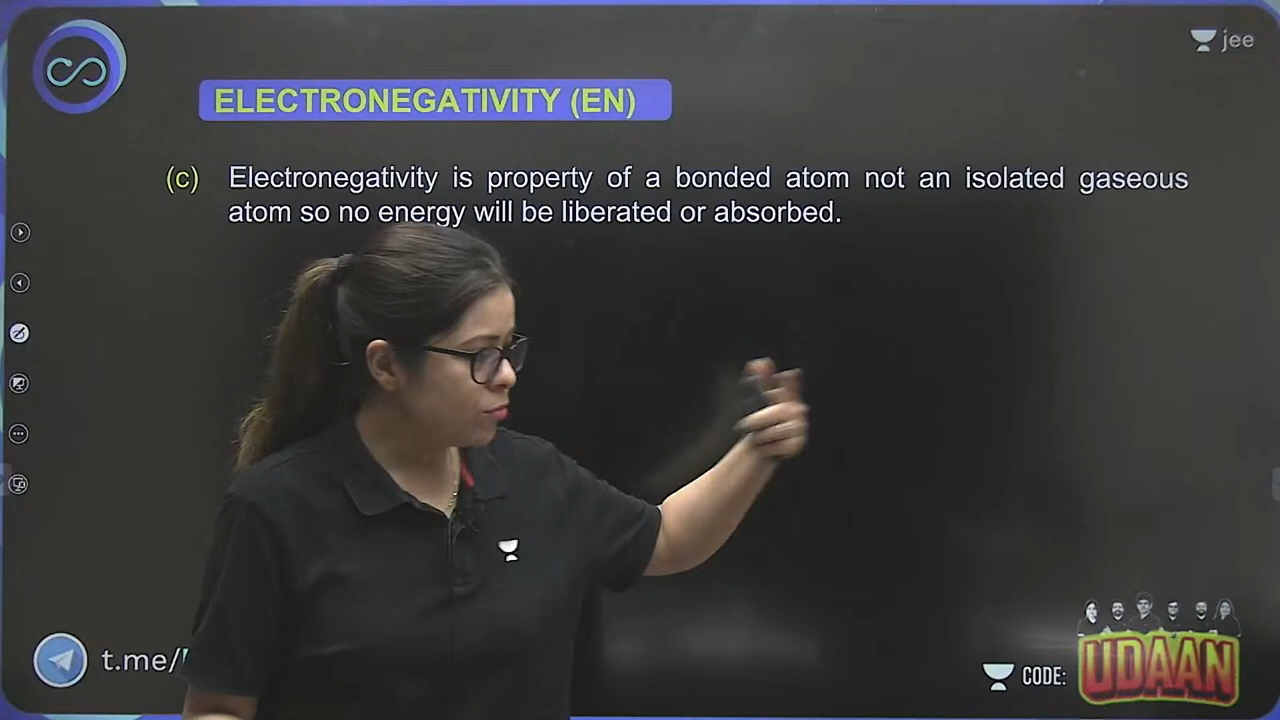 jee
ELECTRONEGATIVITY (EN)
(c) Electronegativity is property of a bonded atom not an isolated gaseous
atom so no energy will be liberated or absorbed.
t.me/
CODE:
UDAAN